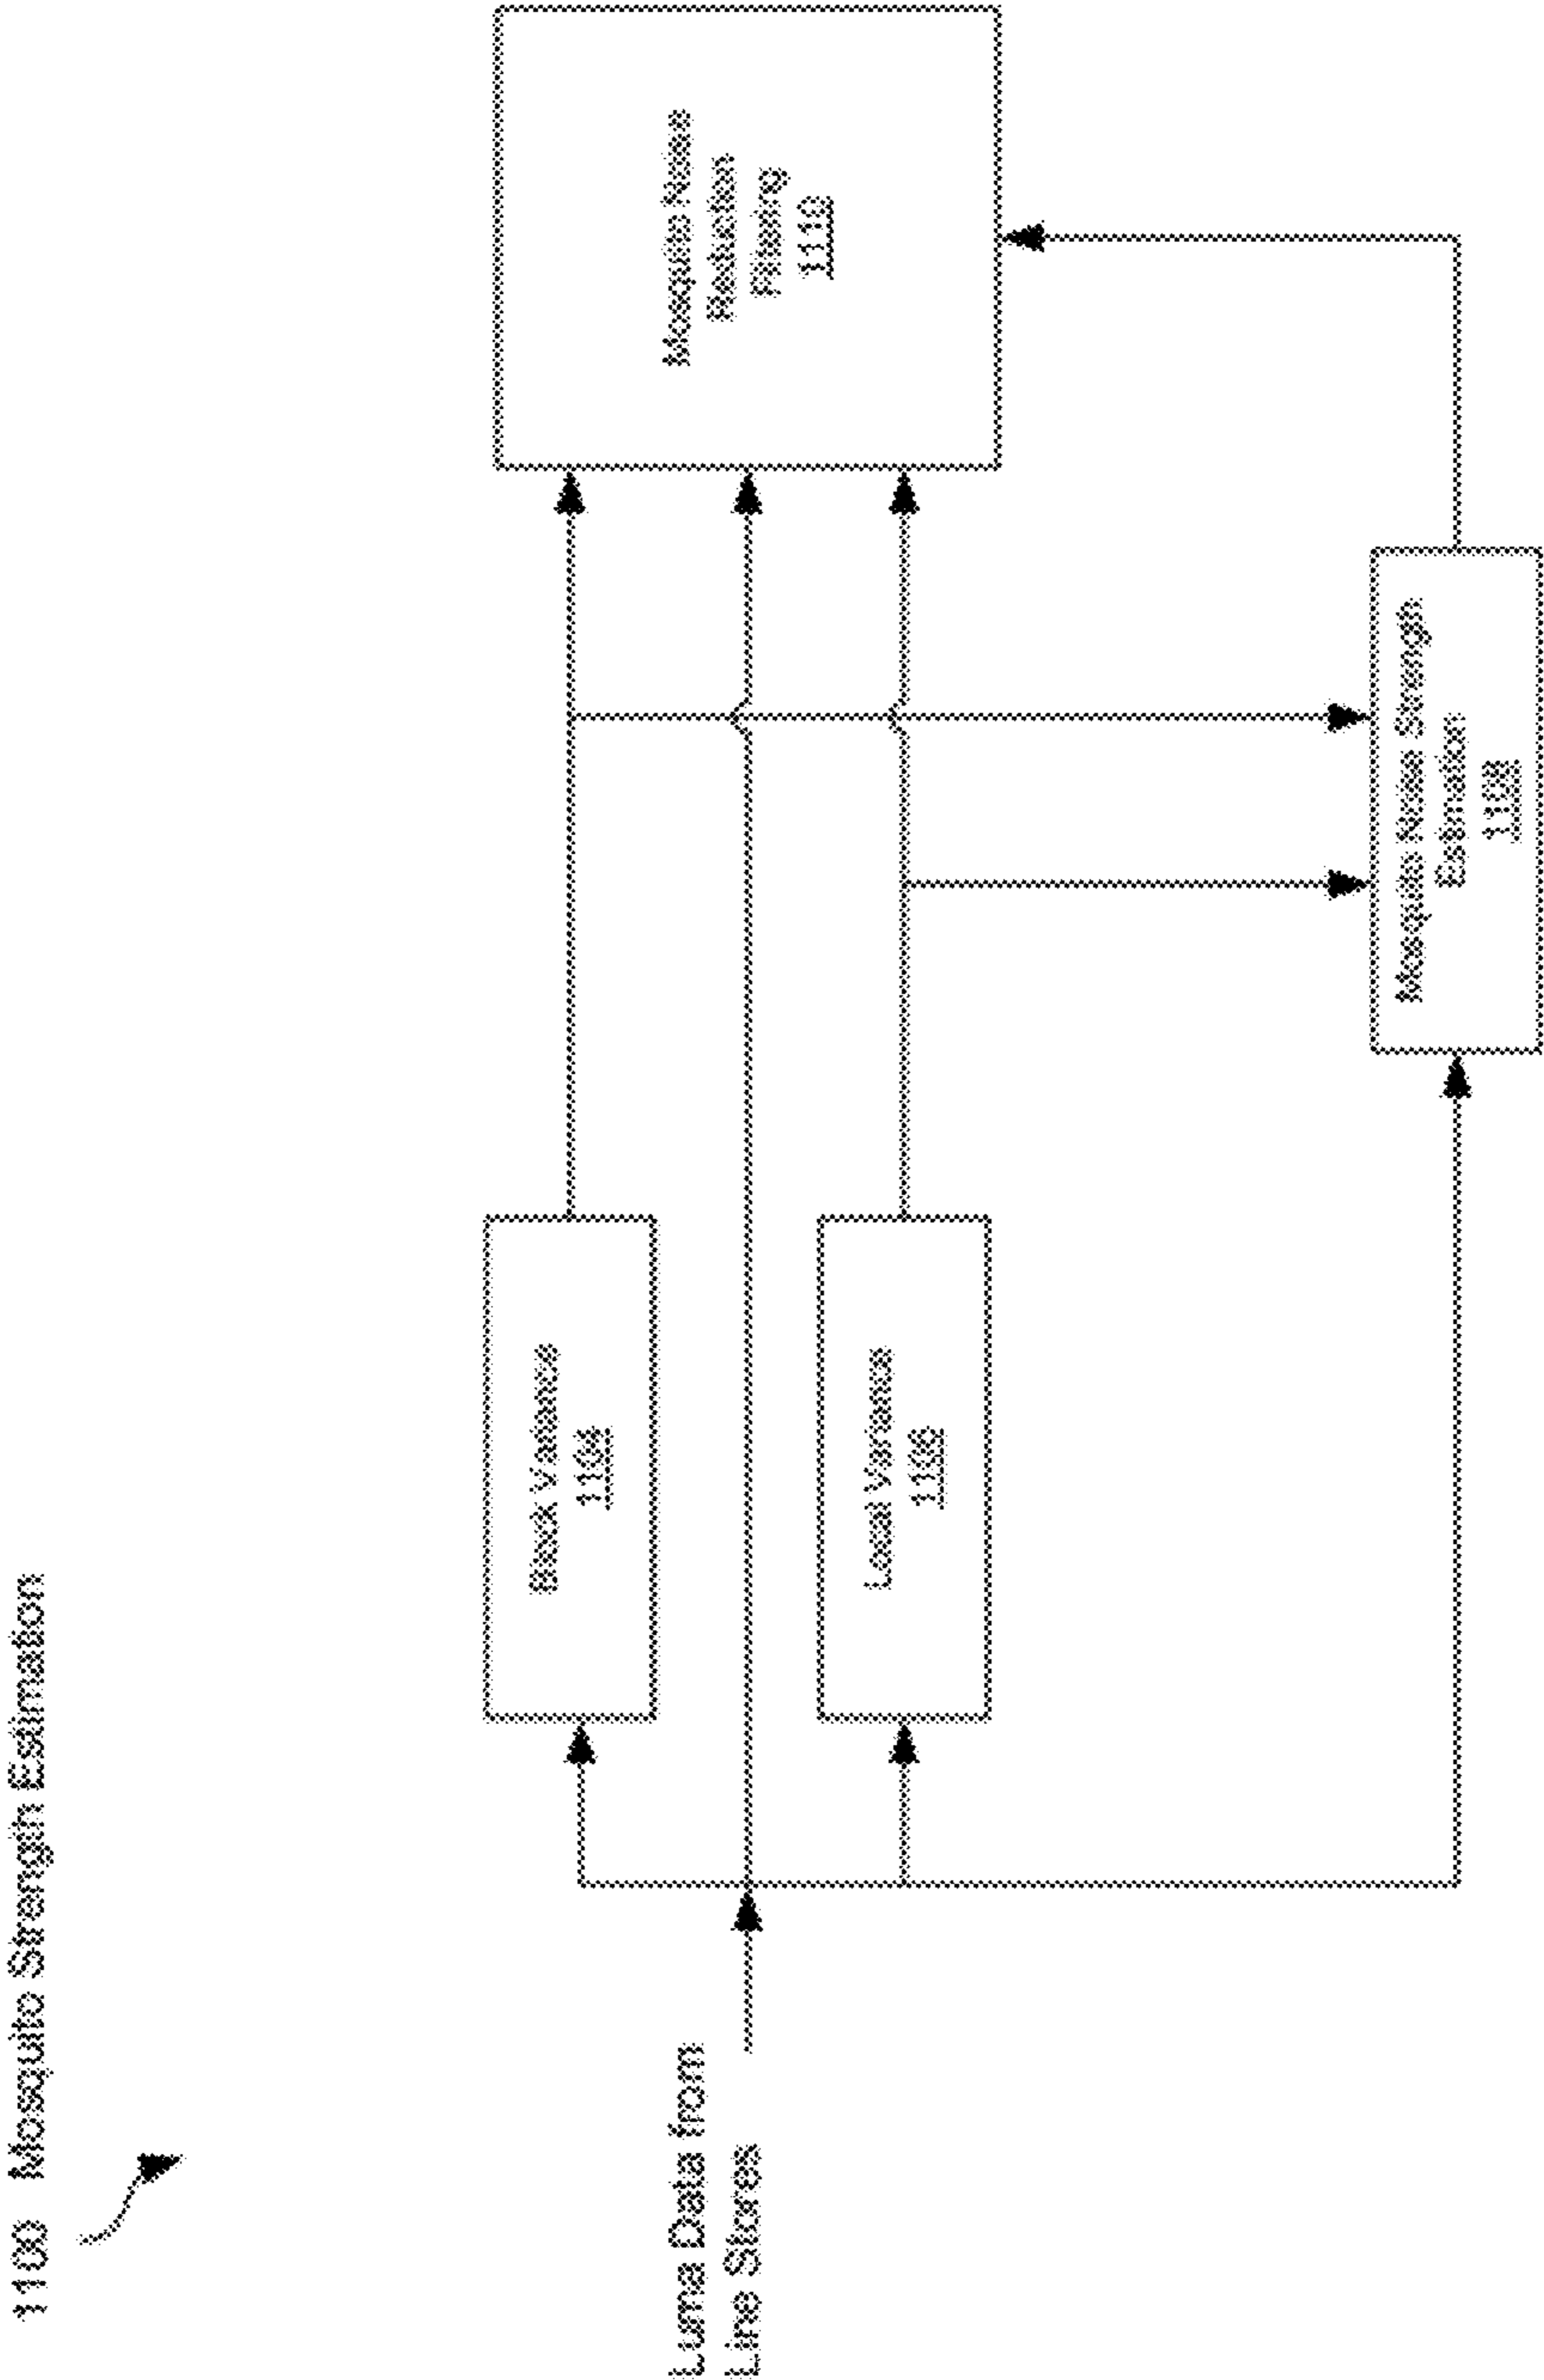 1100 Mosquito Strength Estimation
Luma Data from
Line Stores
Block Variance
1104
Local Variance
1106
Mosquito Noise Strength
Estimation
1108
Mosquito Noise
Reduction
Filtering
1110